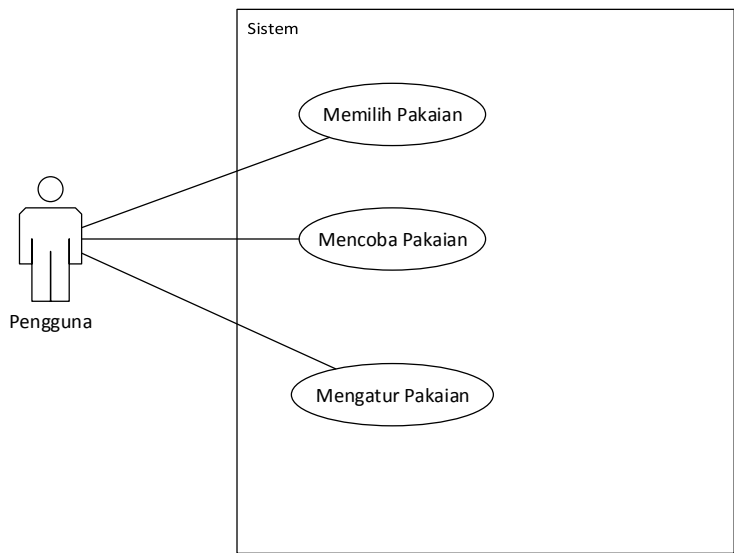 Sistem
Memilih Pakaian
Mencoba Pakaian
Pengguna
Mengatur Pakaian